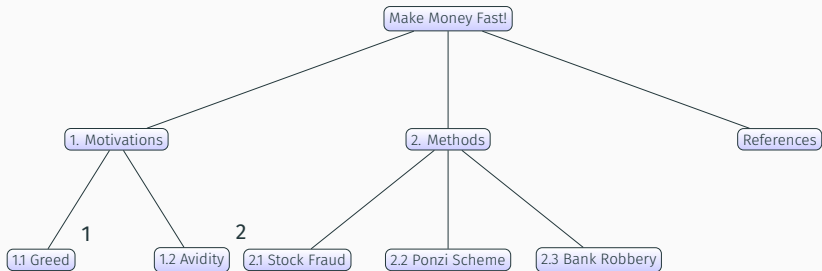 Make Money Fast!
1. Motivations
2. Methods
References
1
2
1.1 Greed
1.2 Avidity
2.1 Stock Fraud
2.2 Ponzi Scheme
2.3 Bank Robbery